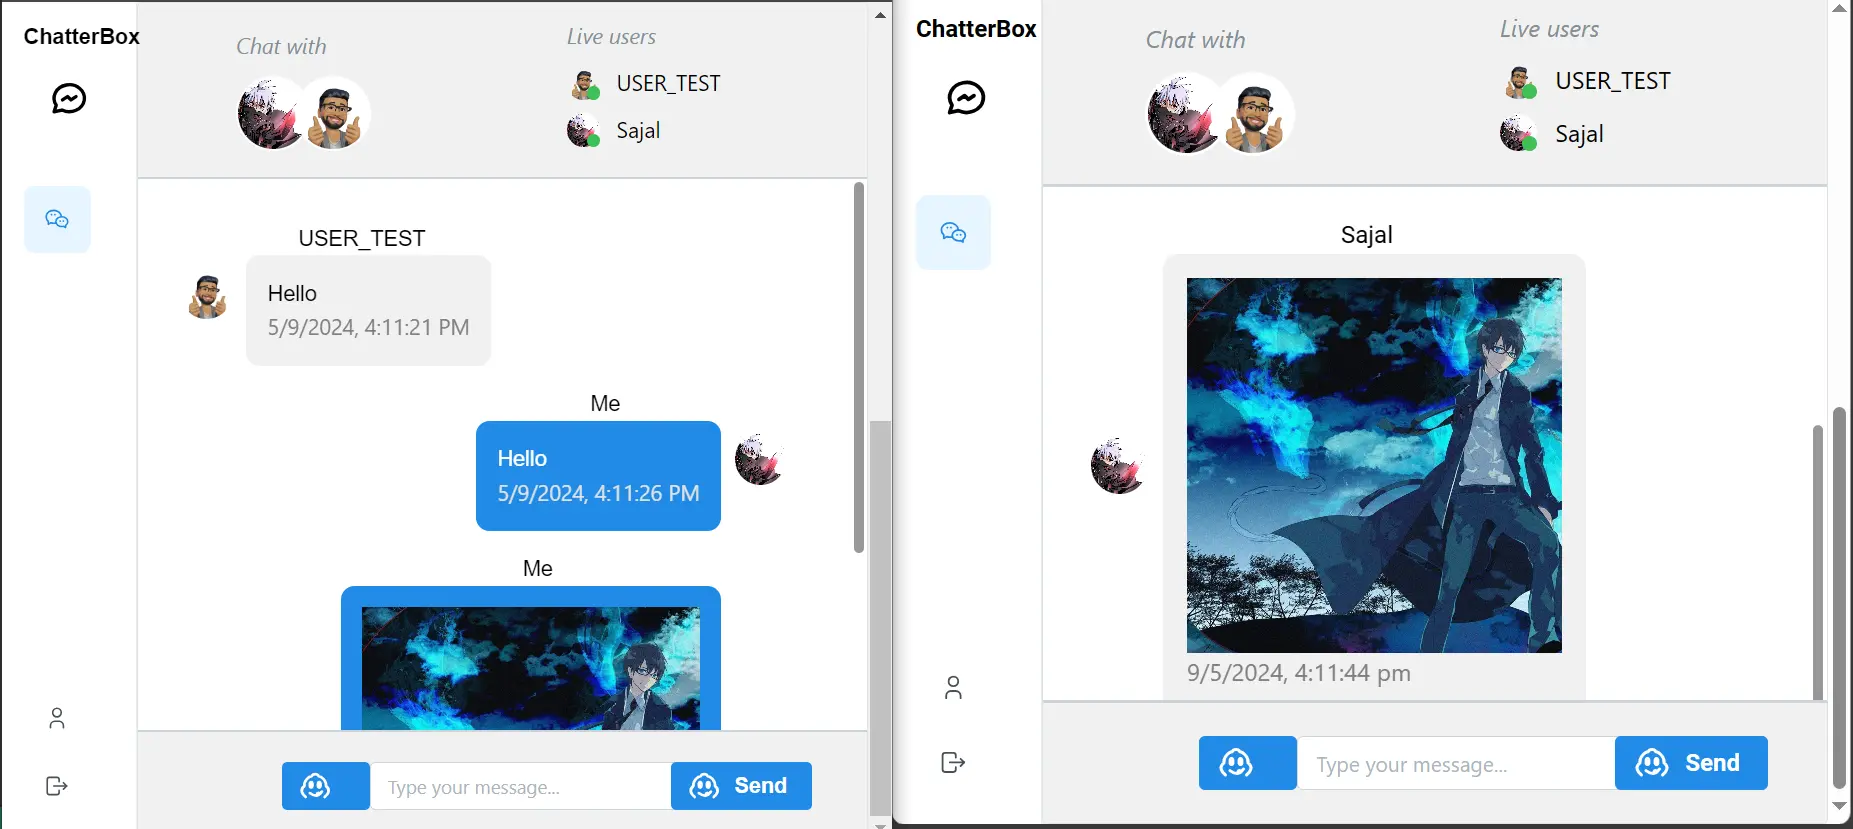 ChatterBox
Chat with
Live users
USER_TEST
Sajal
USER_TEST
Hello
5/9/2024, 4:11:21 PM
Me
Hello
5/9/2024, 4:11:26 PM
Me
Type your message...
Send
ChatterBox
Chat with
Live users
USER_TEST
Sajal
Sajal
9/5/2024, 4:11:44 pm
Type your message...
Send